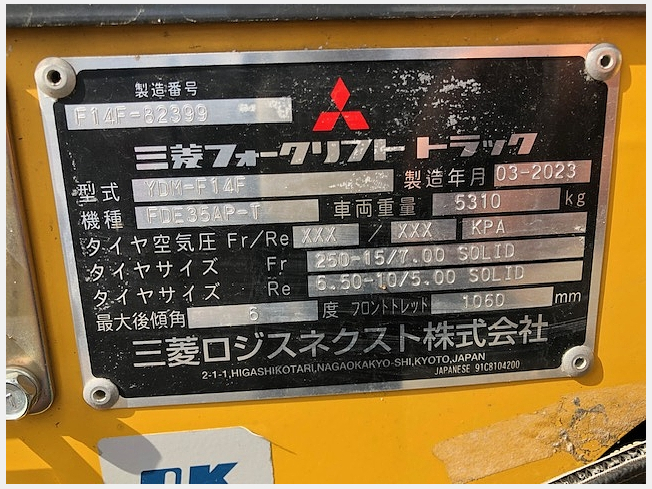 製造番号
F14F-82399
三菱フォークリフト トラック
型式 YDM-F14F 製造年月 03-2023
機種 FDE35AP-T 車両重量 5310 kg
タイヤ空気圧 Fr/Re XXX / XXX KPA
タイヤサイズ Fr 250-15/7.00 SOLID
タイヤサイズ Re 6.50-10/5.00 SOLID
最大後傾角 6 度 フロントトレッド 1060 mm
三菱ロジスネクスト株式会社
2-1-1,HIGASHIKOTARI,NAGAOKAKYO-SHI,KYOTO,JAPAN
JAPANESE 91C8104200